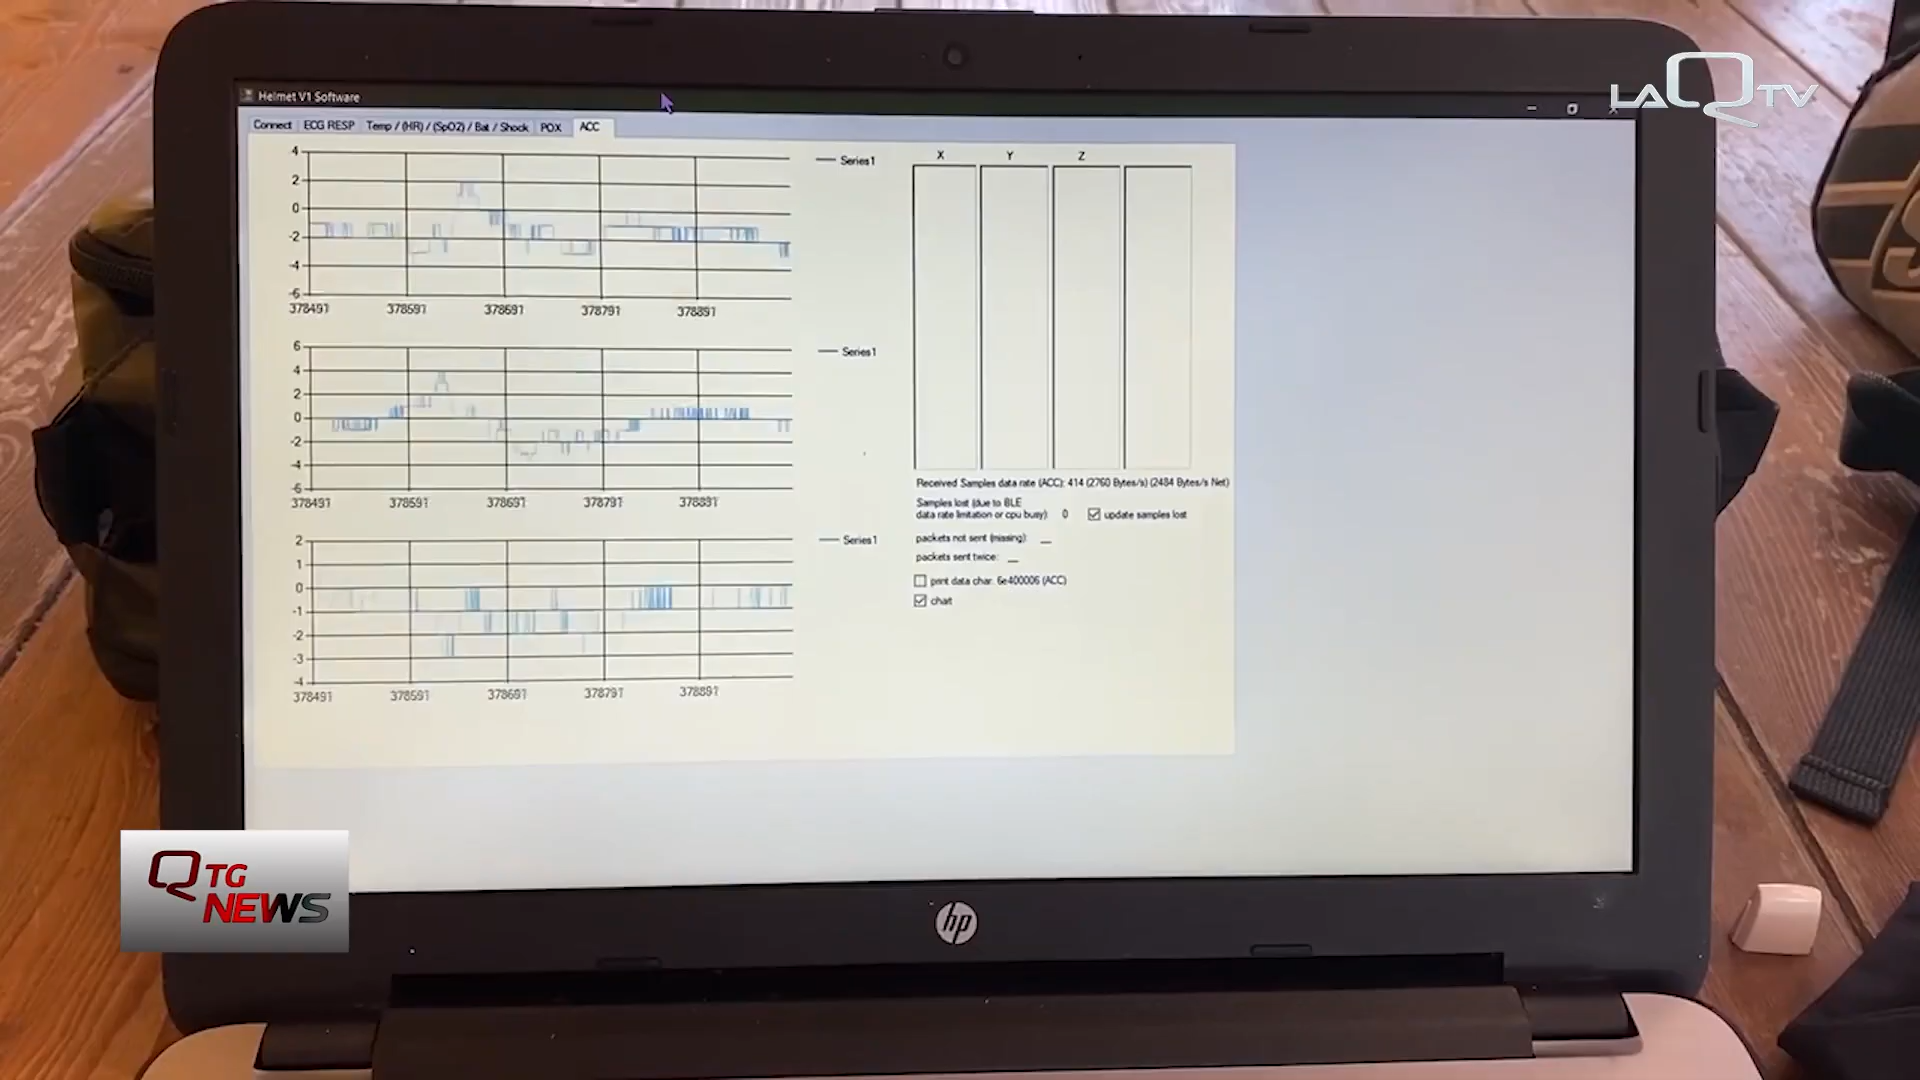 LAQTV
Helmet V1 Software
Connect ECG RESP Temp / (HR) / (SpO2) / Bat / Shock POX ACC
4
2
0
-2
-4
-6
378491 378591 378691 378791 378891
Series1
6
4
2
0
-2
-4
-6
378491 378591 378691 378791 378891
Series1
2
1
0
-1
-2
-3
-4
378491 378591 378691 378791 378891
Series1
X Y Z
Received Samples data rate (ACC): 414 (2760 Bytes/s) (2484 Bytes/s Net)
Samples lost (due to BLE
data rate limitation or cpu busy): 0 update samples lost
packets not sent (missing): __
packets sent twice: __
print data char. 6e400006 (ACC)
chart
QTG
NEWS
hp